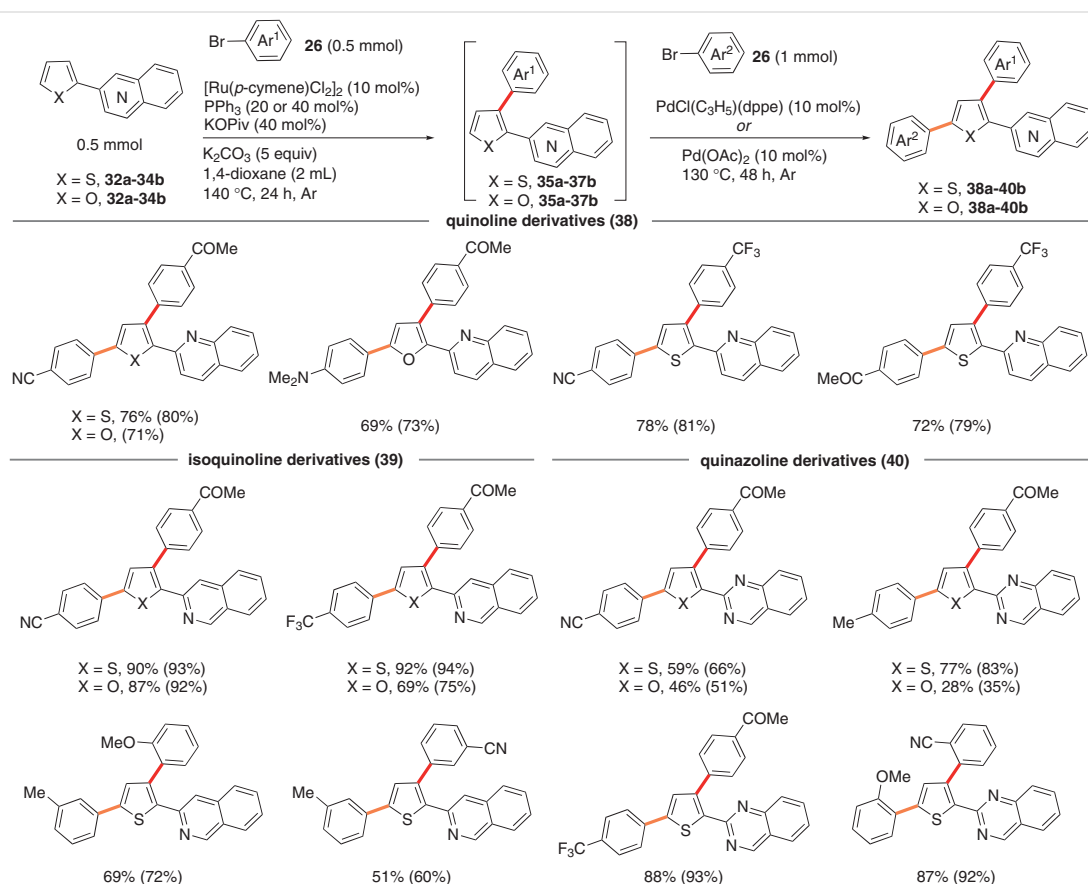 Br Ar1 26 (0.5 mmol)
[Ru(p-cymene)Cl2]2 (10 mol%)
PPh3 (20 or 40 mol%)
KOPiv (40 mol%)
K2CO3 (5 equiv)
1,4-dioxane (2 mL)
140 °C, 24 h, Ar
X N
0.5 mmol
X = S, 32a-34b
X = O, 32a-34b
Ar1
X N
X = S, 35a-37b
X = O, 35a-37b
Br Ar2 26 (1 mmol)
PdCl(C3H5)(dppe) (10 mol%)
or
Pd(OAc)2 (10 mol%)
130 °C, 48 h, Ar
Ar1
Ar2 X N
X = S, 38a-40b
X = O, 38a-40b
quinoline derivatives (38)
COMe
N
X
NC
X = S, 76% (80%)
X = O, (71%)
COMe
N
O
Me2N
69% (73%)
CF3
N
S
NC
78% (81%)
CF3
N
S
MeOC
72% (79%)
isoquinoline derivatives (39)
quinazoline derivatives (40)
COMe
X
N
NC
X = S, 90% (93%)
X = O, 87% (92%)
COMe
X
N
F3C
X = S, 92% (94%)
X = O, 69% (75%)
COMe
N
X
N
NC
X = S, 59% (66%)
X = O, 46% (51%)
COMe
N
X
N
Me
X = S, 77% (83%)
X = O, 28% (35%)
MeO
Me
S
N
69% (72%)
CN
Me
S
N
51% (60%)
COMe
N
S
N
F3C
88% (93%)
NC
OMe
N
S
N
87% (92%)